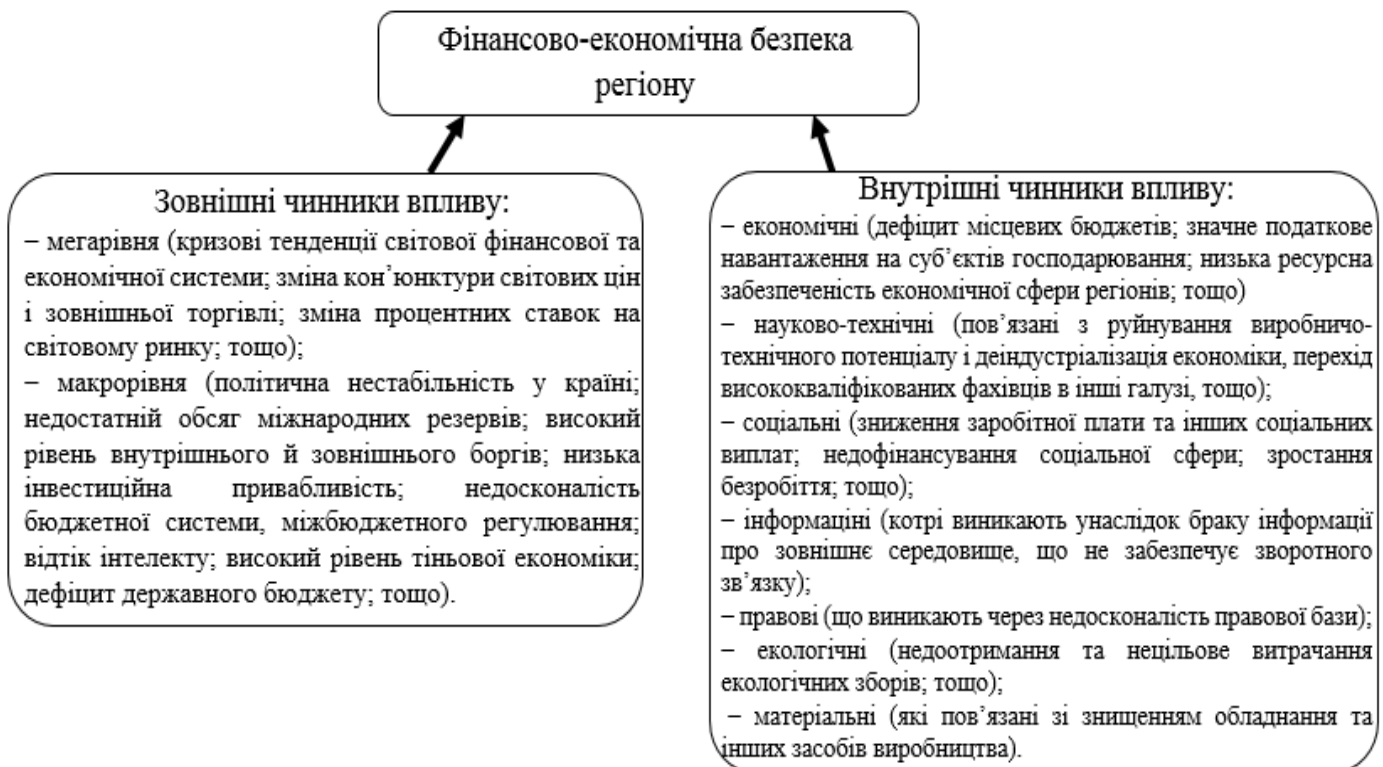 Фінансово-економічна безпека
регіону
Зовнішні чинники впливу:
– мегарівня (кризові тенденції світової фінансової та
економічної системи; зміна кон’юнктури світових цін
і зовнішньої торгівлі; зміна процентних ставок на
світовому ринку; тощо);
– макрорівня (політична нестабільність у країні;
недостатній обсяг міжнародних резервів; високий
рівень внутрішнього й зовнішнього боргів; низька
інвестиційна привабливість; недосконалість
бюджетної системи, міжбюджетного регулювання;
відтік інтелекту; високий рівень тіньової економіки;
дефіцит державного бюджету; тощо).
Внутрішні чинники впливу:
– економічні (дефіцит місцевих бюджетів; значне податкове
навантаження на суб’єктів господарювання; низька ресурсна
забезпеченість економічної сфери регіонів; тощо)
– науково-технічні (пов’язані з руйнування виробничо-
технічного потенціалу і деіндустріалізація економіки, перехід
висококваліфікованих фахівців в інші галузі, тощо);
– соціальні (зниження заробітної плати та інших соціальних
виплат; недофінансування соціальної сфери; зростання
безробіття; тощо);
– інформаціні (котрі виникають унаслідок браку інформації
про зовнішнє середовище, що не забезпечує зворотного
зв’язку);
– правові (що виникають через недосконалість правової бази);
– екологічні (недоотримання та нецільове витрачання
екологічних зборів; тощо);
– матеріальні (які пов’язані зі знищенням обладнання та
інших засобів виробництва).